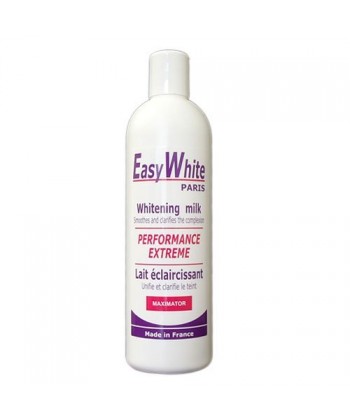 Easy White
PARIS
Whitening milk
Smoothes and clarifies the complexion
PERFORMANCE
EXTREME
Lait éclaircissant
Unifie et clarifie le teint
MAXIMATOR
Made in France